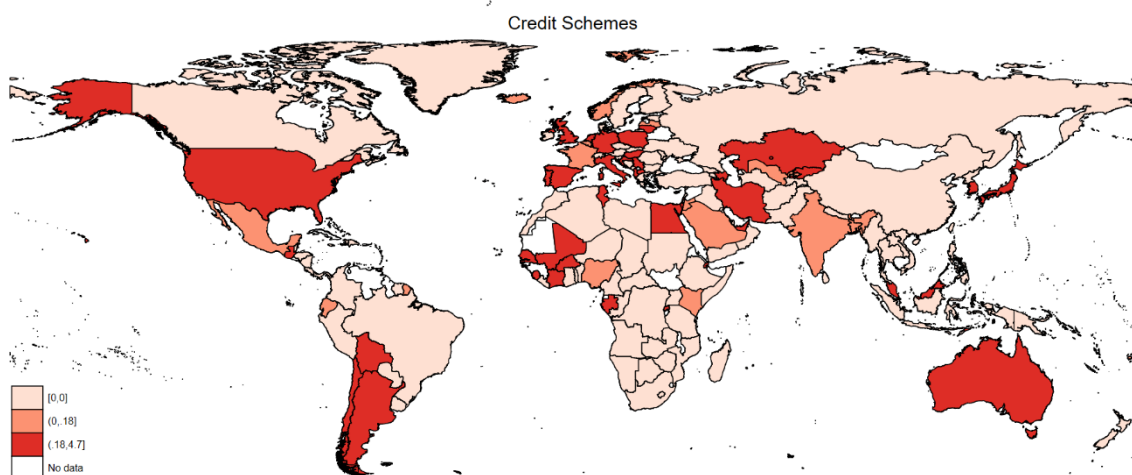 Credit Schemes
[0,0]
(0,.18]
(.18,4.7]
No data